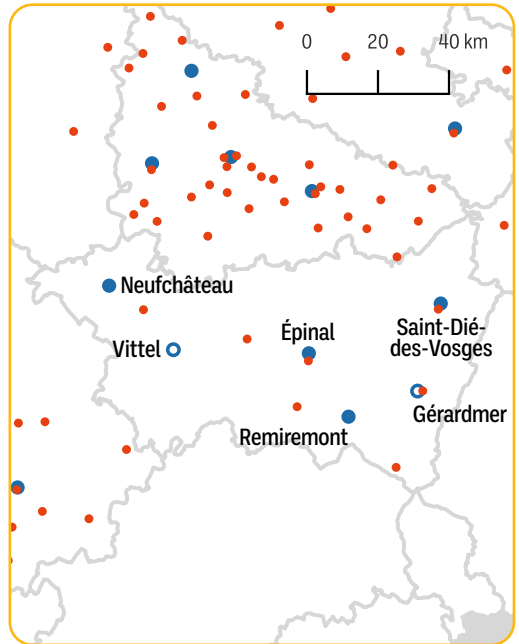 0 20 40 km
Neufchâteau
Épinal
Saint-Dié-
des-Vosges
Vittel
Gérardmer
Remiremont